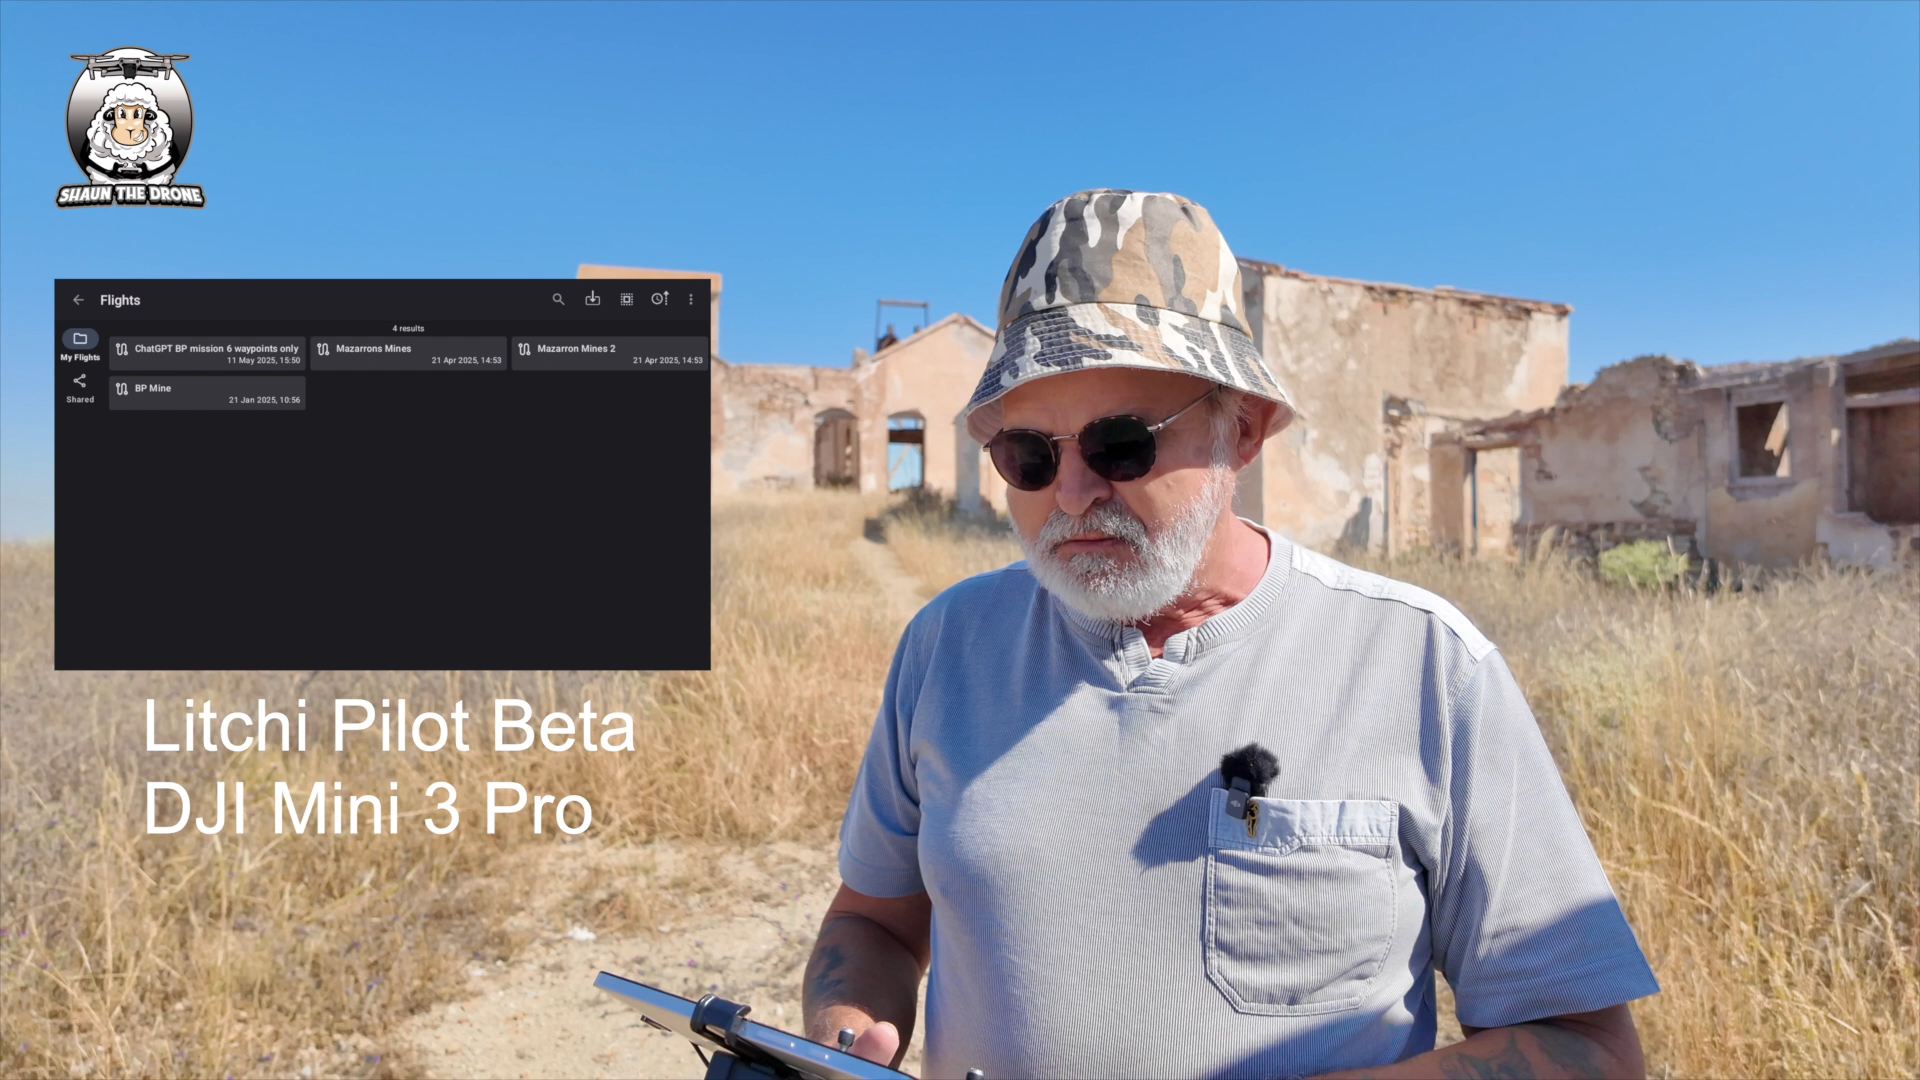 SHAUN THE DRONE
Flights
4 results
My Flights
Shared
ChatGPT BP mission 6 waypoints only
11 May 2025, 15:50
Mazarrons Mines
21 Apr 2025, 14:53
Mazarron Mines 2
21 Apr 2025, 14:53
BP Mine
21 Jan 2025, 10:56
Litchi Pilot Beta
DJI Mini 3 Pro